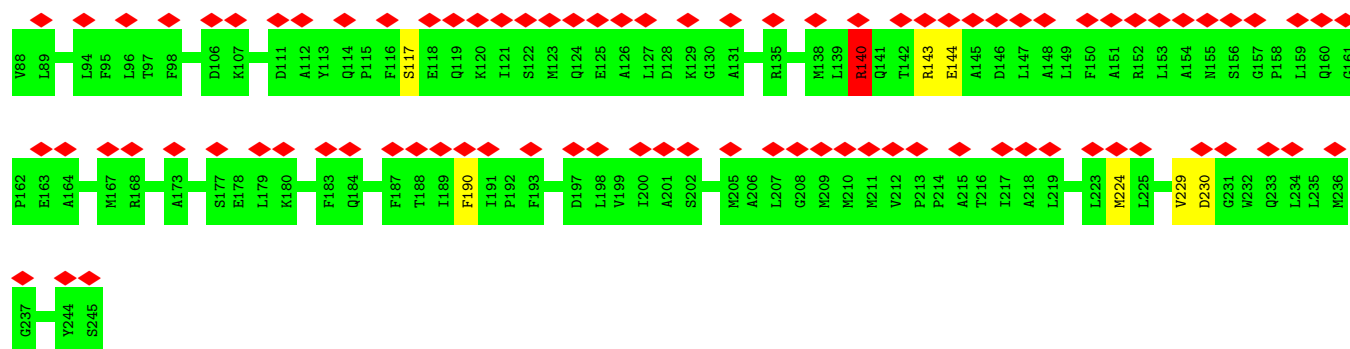 V88 L89 L94 F95 L96 T97 F98 D106 K107 D111 A112 Y113 Q114 P115 F116 S117 E118 Q119 K120 I121 S122 M123 Q124 E125 A126 L127 D128 K129 G130 A131 R135 M138 L139 R140 Q141 T142 R143 E144 A145 D146 L147 A148 L149 F150 A151 R152 L153 A154 N155 S156 G157 P158 L159 Q160 G161
P162 E163 A164 M167 R168 A173 S177 E178 L179 K180 F183 Q184 F187 T188 I189 F190 I191 P192 F193 D197 L198 V199 I200 A201 S202 M205 A206 L207 G208 M209 M210 M211 V212 P213 P214 A215 T216 I217 A218 L219 L223 M224 L225 V229 D230 G231 W232 Q233 L234 L235 M236
G237 Y244 S245